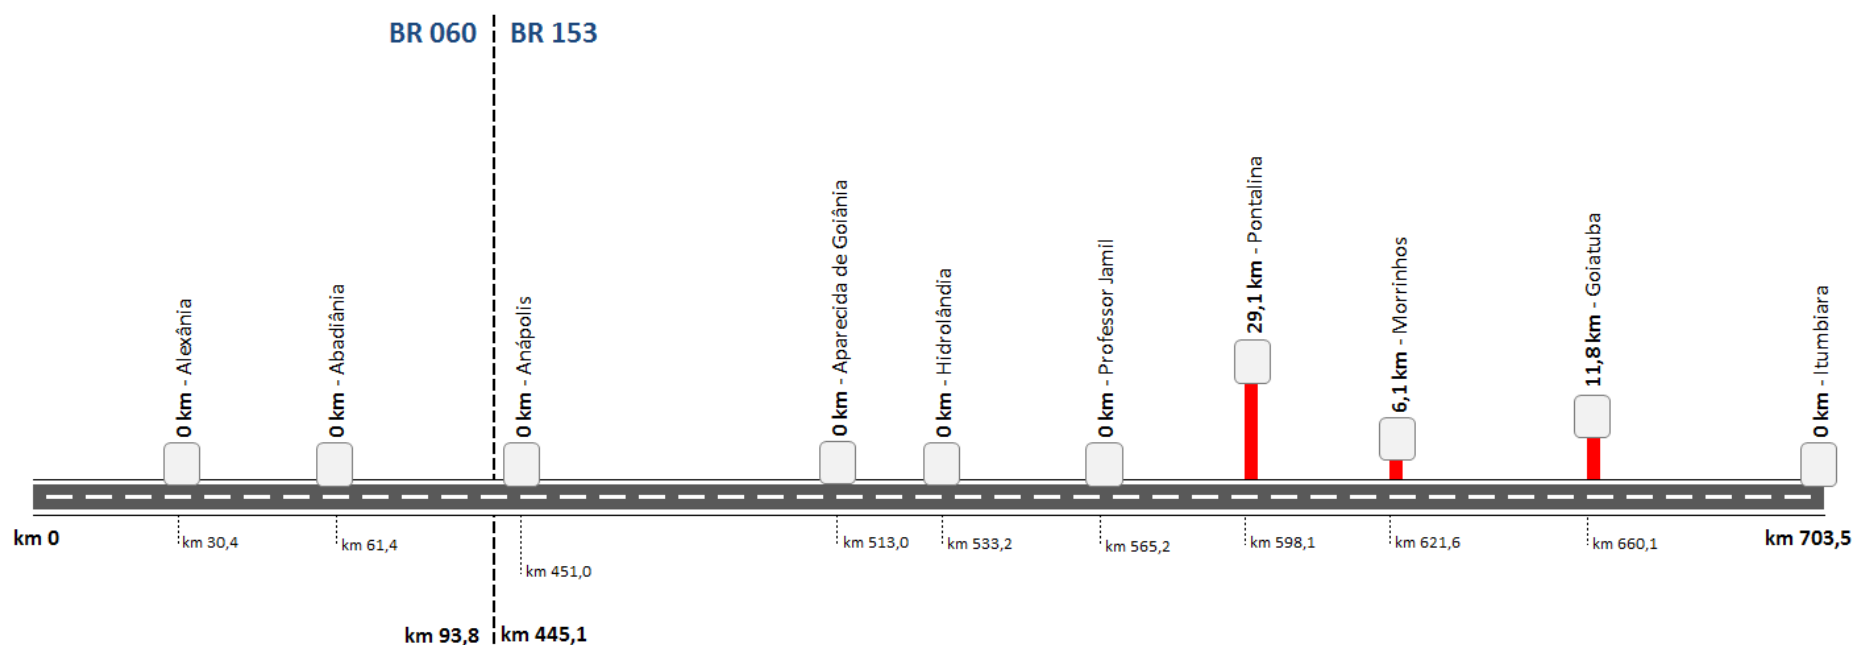 BR 060
BR 153
0 km - Alexânia
0 km - Abadiânia
0 km - Anápolis
0 km - Aparecida de Goiânia
0 km - Hidrolândia
0 km - Professor Jamil
29,1 km - Pontalina
6,1 km - Morrinhos
11,8 km - Goiatuba
0 km - Itumbiara
km 0
km 30,4
km 61,4
km 451,0
km 513,0
km 533,2
km 565,2
km 598,1
km 621,6
km 660,1
km 703,5
km 93,8
km 445,1